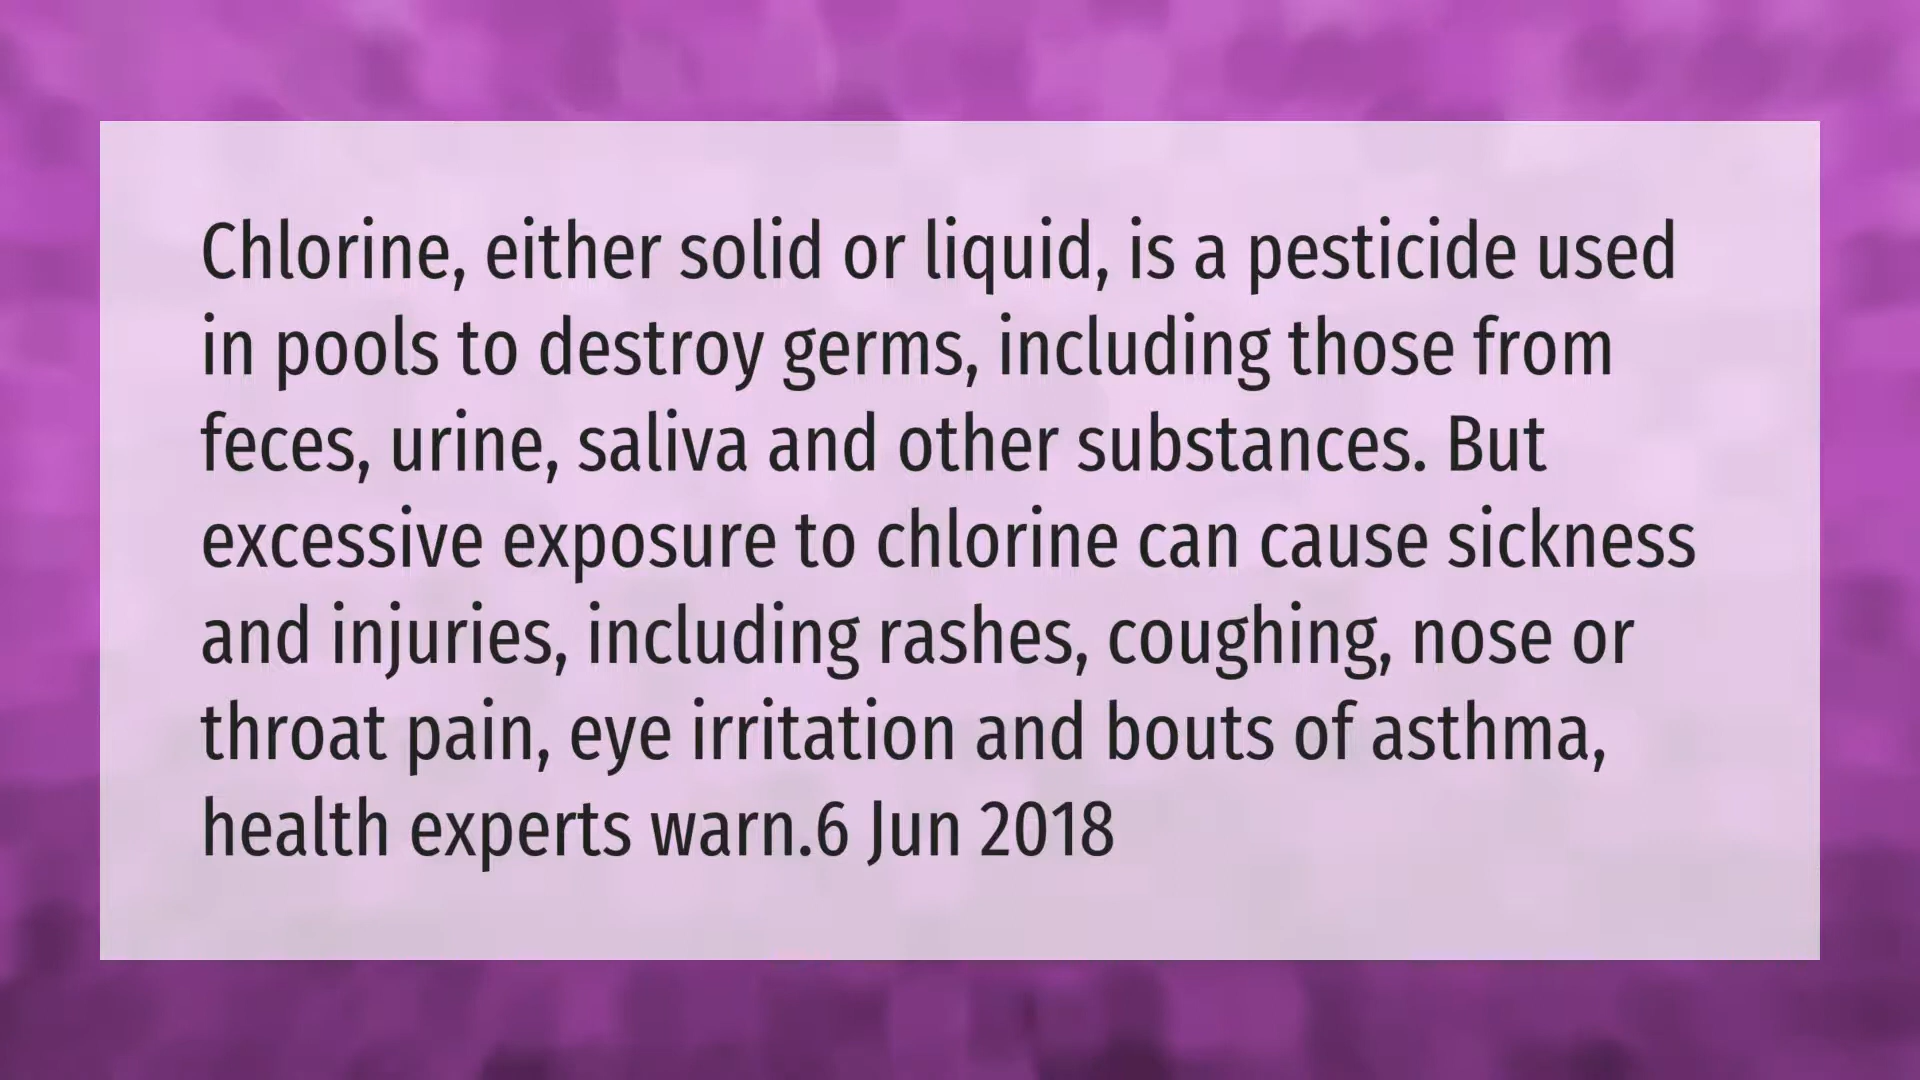 Chlorine, either solid or liquid, is a pesticide used
in pools to destroy germs, including those from
feces, urine, saliva and other substances. But
excessive exposure to chlorine can cause sickness
and injuries, including rashes, coughing, nose or
throat pain, eye irritation and bouts of asthma,
health experts warn.6 Jun 2018